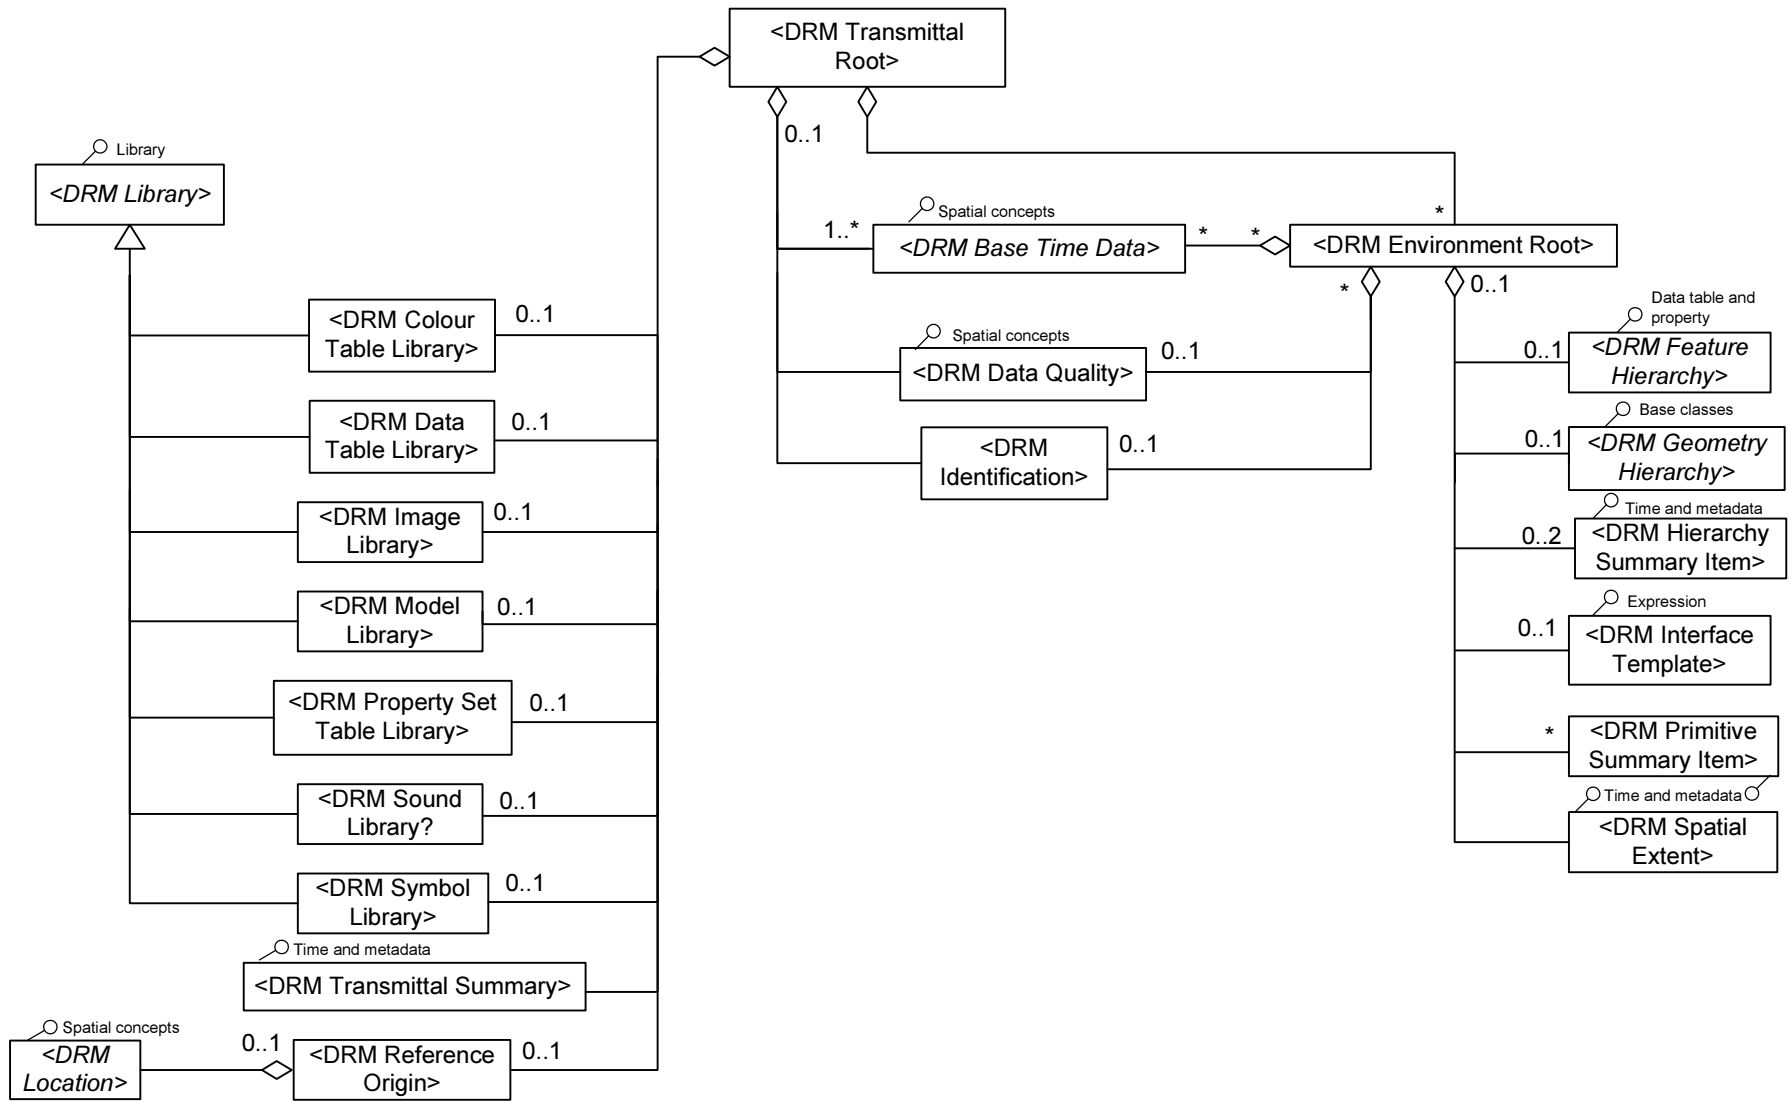 <DRM Transmittal
Root>
0..1
Library
<DRM Library>
Spatial concepts
1..*
<DRM Base Time Data>
*
*
*
<DRM Environment Root>
*
0..1
Spatial concepts
<DRM Data Quality>
0..1
<DRM
Identification>
0..1
Data table and
property
0..1
<DRM Feature
Hierarchy>
Base classes
0..1
<DRM Geometry
Hierarchy>
Time and metadata
0..2
<DRM Hierarchy
Summary Item>
Expression
0..1
<DRM Interface
Template>
*
<DRM Primitive
Summary Item>
Time and metadata
<DRM Spatial
Extent>
<DRM Colour
Table Library>
0..1
<DRM Data
Table Library>
0..1
<DRM Image
Library>
0..1
<DRM Model
Library>
0..1
<DRM Property Set
Table Library>
0..1
<DRM Sound
Library?
0..1
<DRM Symbol
Library>
0..1
Time and metadata
<DRM Transmittal Summary>
Spatial concepts
<DRM
Location>
0..1
<DRM Reference
Origin>
0..1